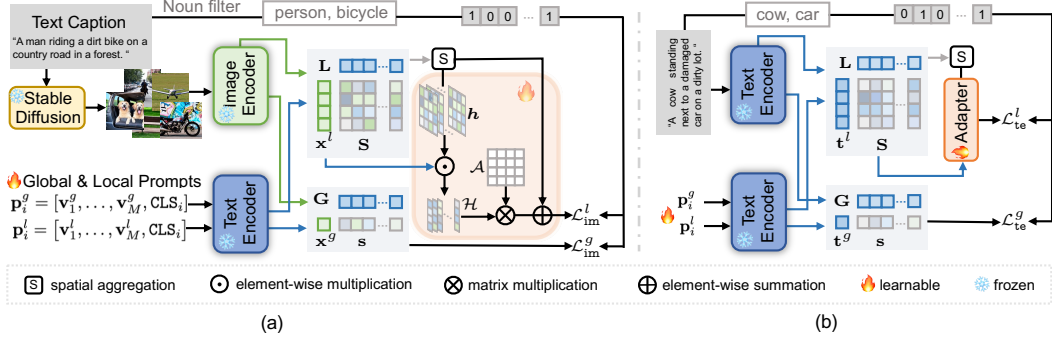 Text Caption
"A man riding a dirt bike on a
country road in a forest. "
Noun filter
person, bicycle
1 0 0 ... 1
Stable
Diffusion
Image
Encoder
L
x^l
S
S
h
A
H
L^l_im
Global & Local Prompts
p^g_i = [v^g_1, ..., v^g_M, CLS_i]
p^l_i = [v^l_1, ..., v^l_M, CLS_i]
Text
Encoder
G
x^g
s
L^g_im
"A cow standing
next to a damaged
car on a dirty lot. "
cow, car
0 1 0 ... 1
Text
Encoder
L
t^l
S
S
Adapter
L^l_te
p^g_i
p^l_i
Text
Encoder
G
t^g
s
L^g_te
S spatial aggregation
element-wise multiplication
matrix multiplication
element-wise summation
learnable
frozen
(a)
(b)